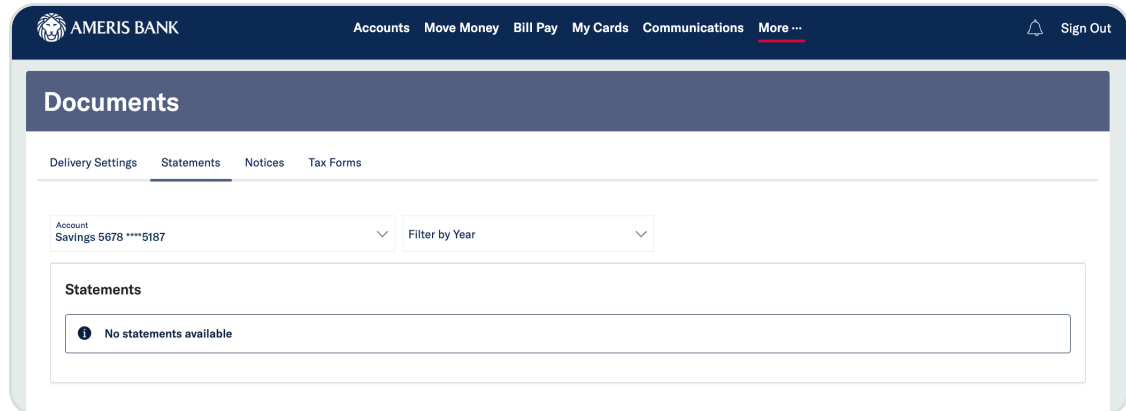 AMERIS BANK Accounts Move Money Bill Pay My Cards Communications More ··· Sign Out
Documents
Delivery Settings Statements Notices Tax Forms
Account
Savings 5678 ****5187 Filter by Year
Statements
No statements available